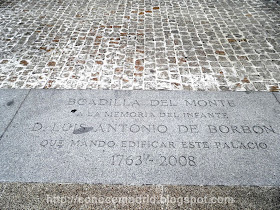 BOADILLA DEL MONTE
A LA MEMORIA DEL INFANTE
D. LUIS ANTONIO DE BORBON
QUE MANDO EDIFICAR ESTE PALACIO
1763 - 2008
http://conocemadrid.blogspot.com